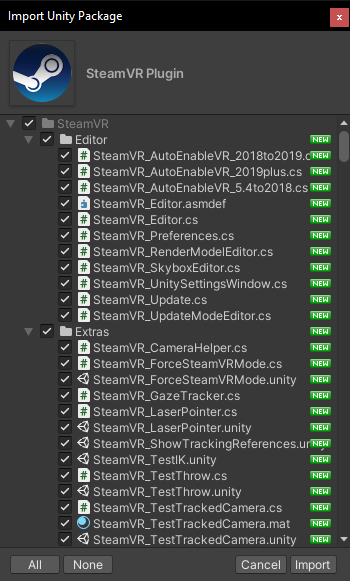 Import Unity Package
x
SteamVR Plugin
SteamVR
Editor NEW
SteamVR_AutoEnableVR_2018to2019.c NEW
SteamVR_AutoEnableVR_2019plus.cs NEW
SteamVR_AutoEnableVR_5.4to2018.cs NEW
SteamVR_Editor.asmdef NEW
SteamVR_Editor.cs NEW
SteamVR_Preferences.cs NEW
SteamVR_RenderModelEditor.cs NEW
SteamVR_SkyboxEditor.cs NEW
SteamVR_UnitySettingsWindow.cs NEW
SteamVR_Update.cs NEW
SteamVR_UpdateModeEditor.cs NEW
Extras NEW
SteamVR_CameraHelper.cs NEW
SteamVR_ForceSteamVRMode.cs NEW
SteamVR_ForceSteamVRMode.unity NEW
SteamVR_GazeTracker.cs NEW
SteamVR_LaserPointer.cs NEW
SteamVR_LaserPointer.unity NEW
SteamVR_ShowTrackingReferences.un NEW
SteamVR_TestIK.unity NEW
SteamVR_TestThrow.cs NEW
SteamVR_TestThrow.unity NEW
SteamVR_TestTrackedCamera.cs NEW
SteamVR_TestTrackedCamera.mat NEW
SteamVR_TestTrackedCamera.unity NEW
All None Cancel Import